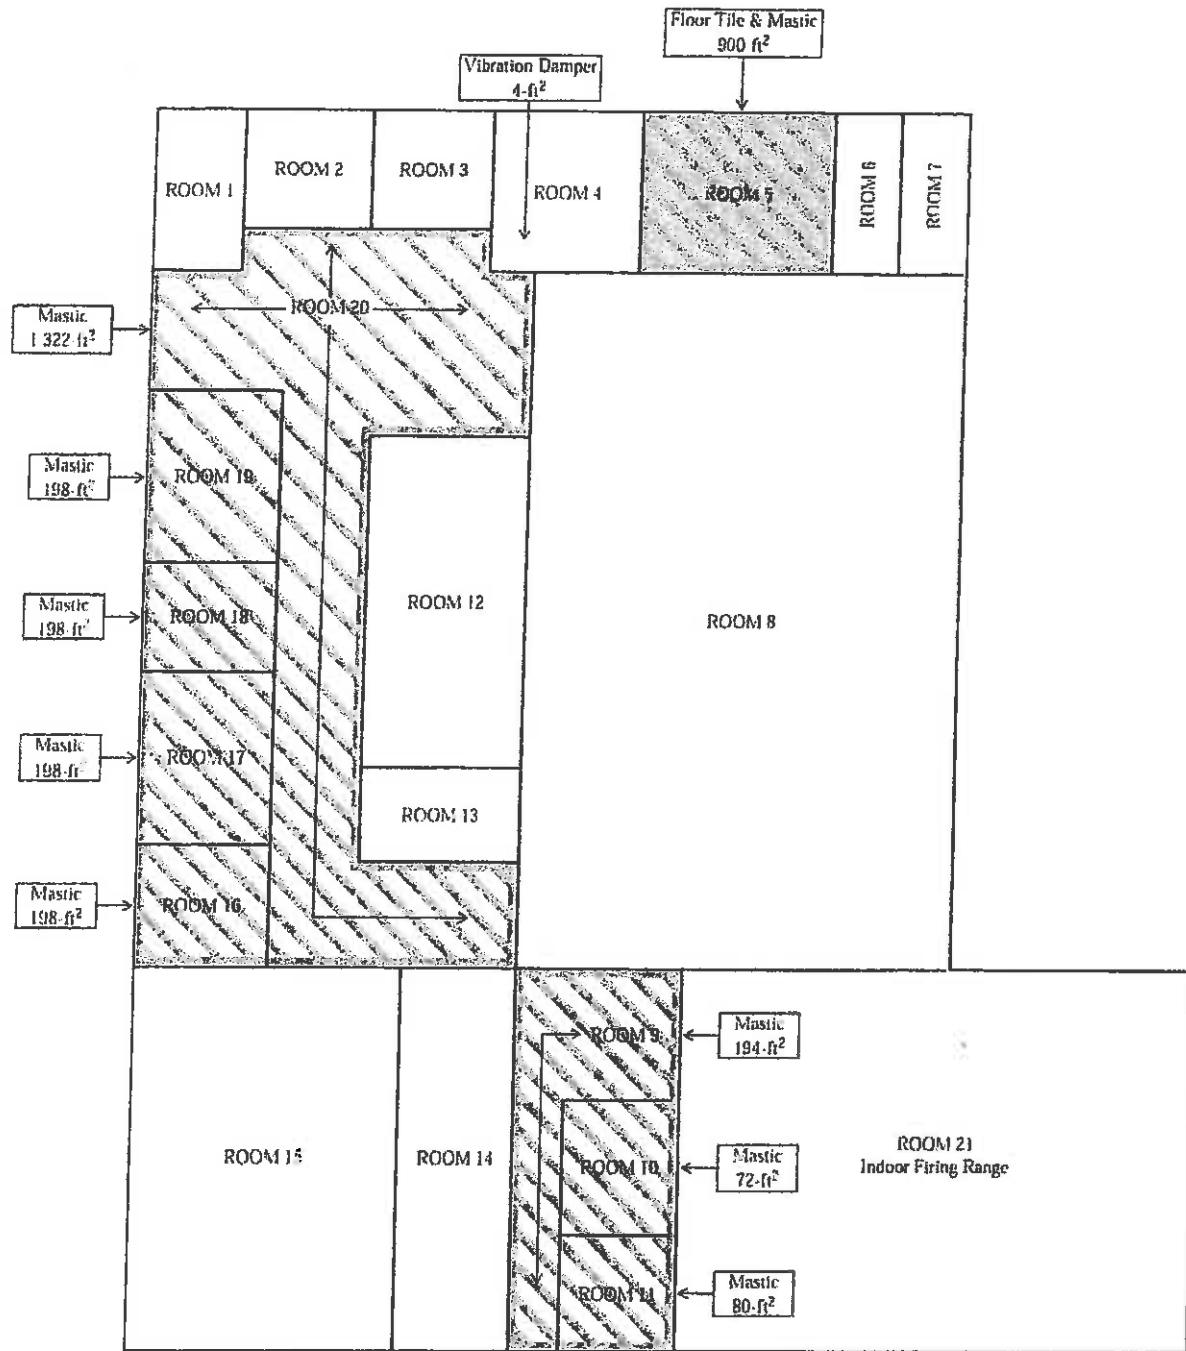 Floor Tile & Mastic
900 ft²
Vibration Damper
4-ft²
ROOM 1
ROOM 2
ROOM 3
ROOM 4
ROOM 5
ROOM 6
ROOM 7
Mastic
1 322-ft²
ROOM 20
Mastic
198-ft²
ROOM 19
Mastic
198-ft²
ROOM 18
ROOM 12
ROOM 8
Mastic
198-ft
ROOM 17
ROOM 13
Mastic
198-ft²
ROOM 16
ROOM 9
Mastic
194-ft²
ROOM 15
ROOM 14
ROOM 10
Mastic
72-ft²
ROOM 21
Indoor Firing Range
ROOM 11
Mastic
80-ft²